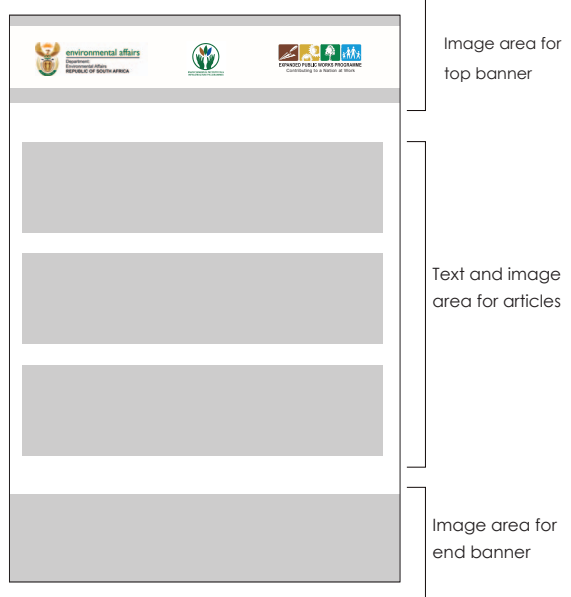 environmental affairs
Department:
Environmental Affairs
REPUBLIC OF SOUTH AFRICA
EXPANDED PUBLIC WORKS PROGRAMME
Contributing to a Nation at Work
Image area for
top banner
Text and image
area for articles
Image area for
end banner